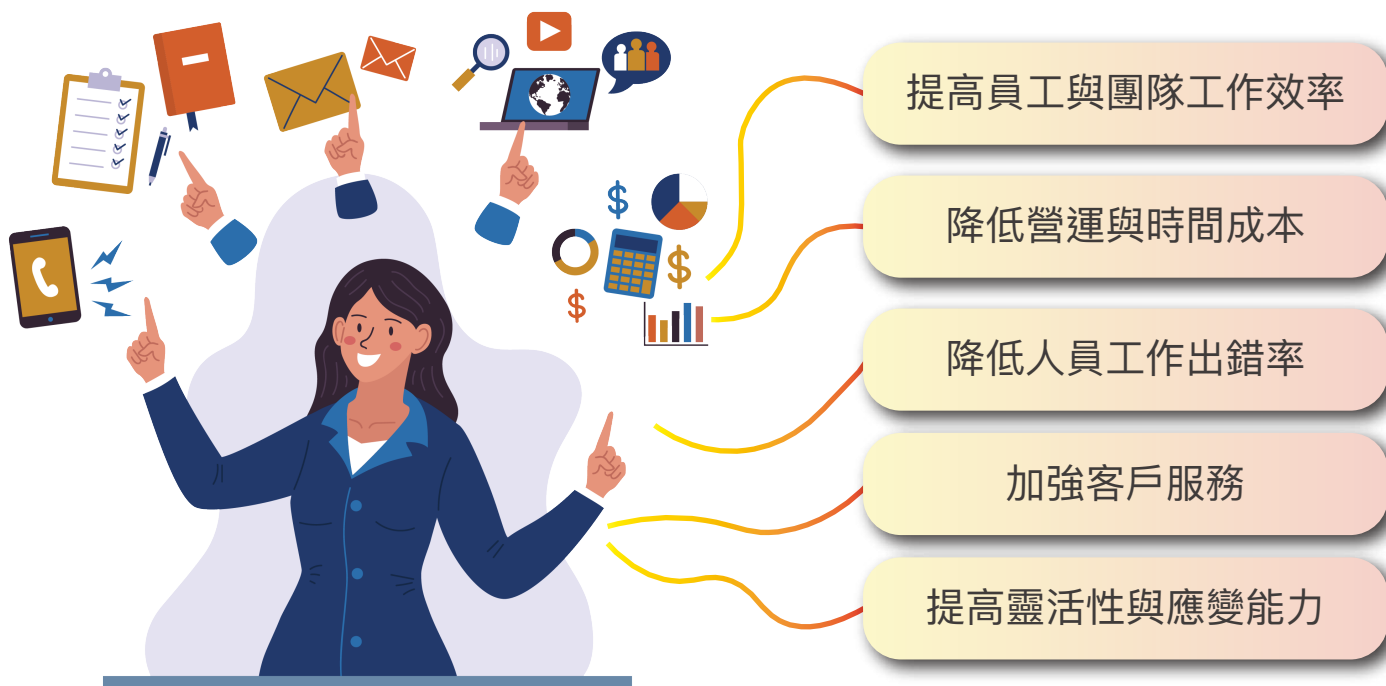 提高員工與團隊工作效率
降低營運與時間成本
降低人員工作出錯率
加強客戶服務
提高靈活性與應變能力